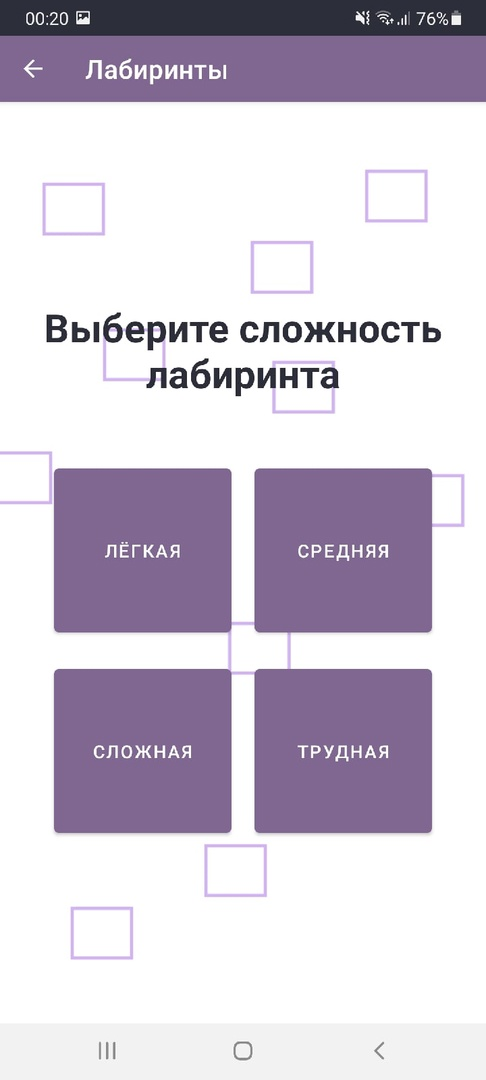 00:20 76%
Лабиринты
Выберите сложность
лабиринта
ЛЁГКАЯ СРЕДНЯЯ
СЛОЖНАЯ ТРУДНАЯ